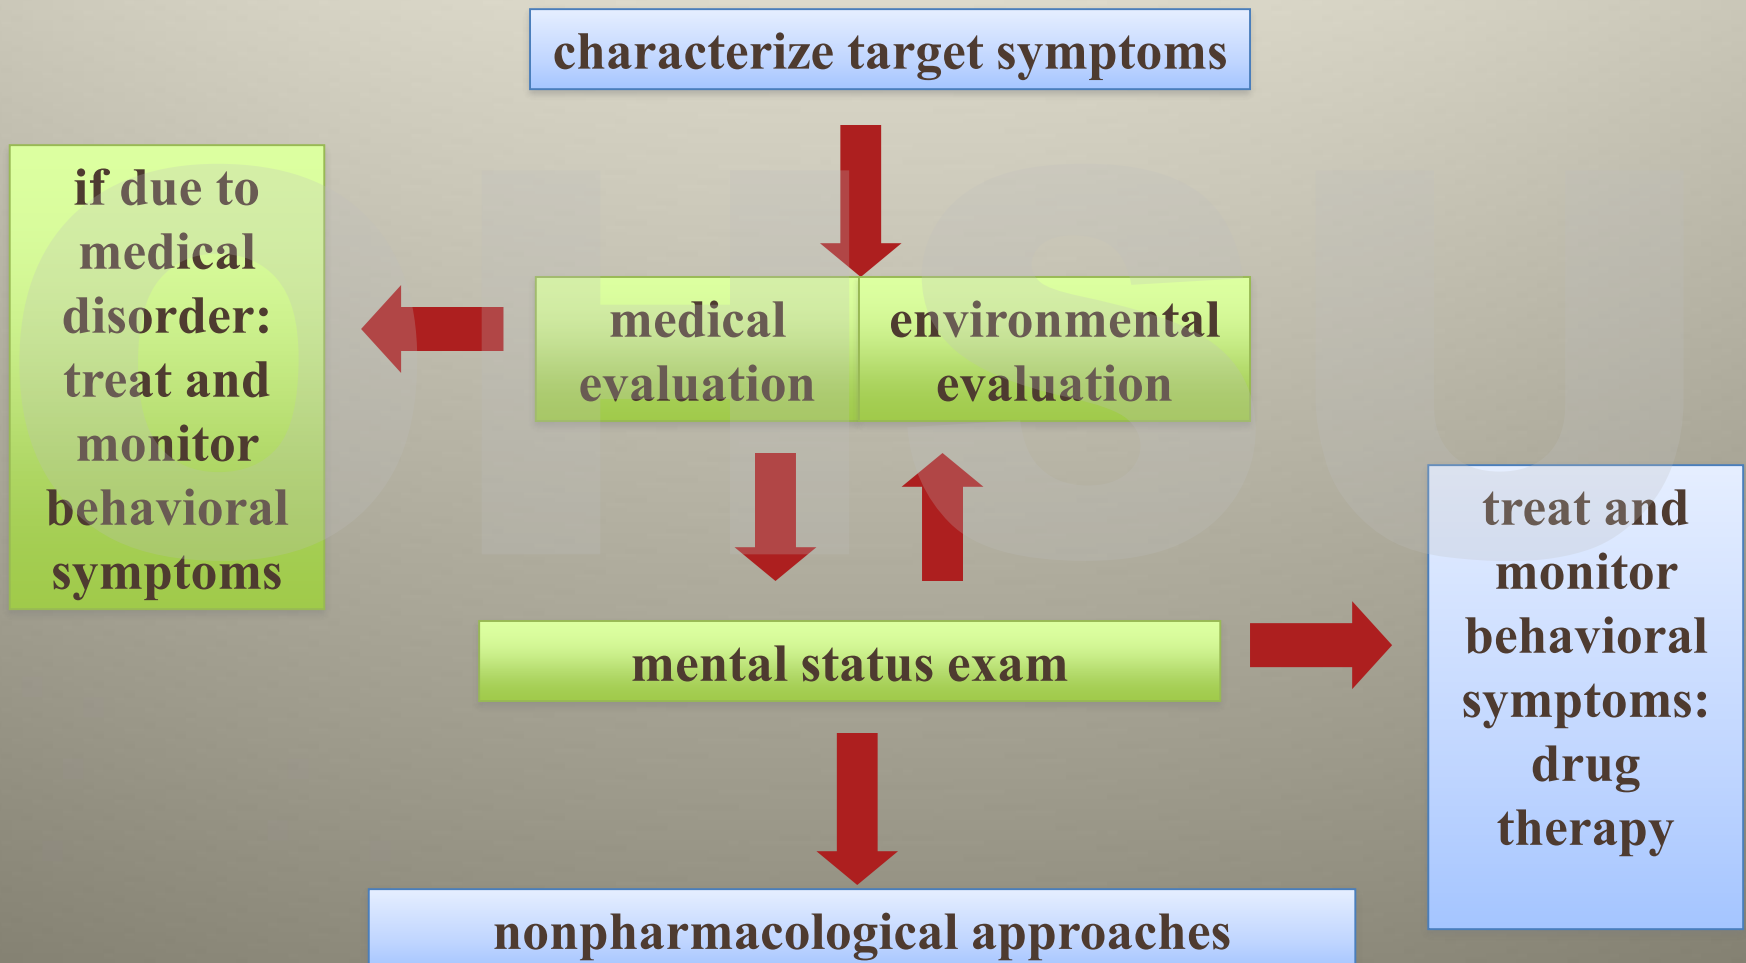 characterize target symptoms
if due to
medical
disorder:
treat and
monitor
behavioral
symptoms
medical
evaluation
environmental
evaluation
mental status exam
treat and
monitor
behavioral
symptoms:
drug
therapy
nonpharmacological approaches
OHSU